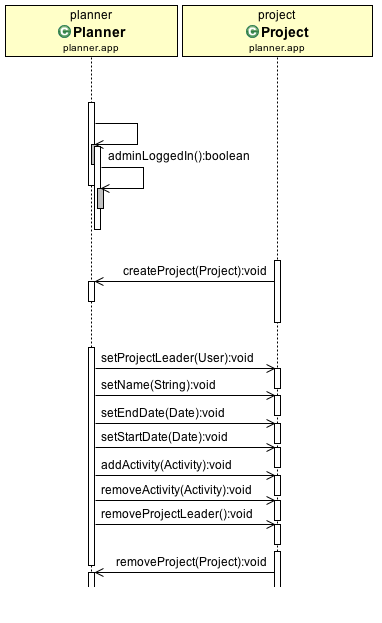 planner
C Planner
planner.app
project
C Project
planner.app
adminLoggedIn():boolean
createProject(Project):void
setProjectLeader(User):void
setName(String):void
setEndDate(Date):void
setStartDate(Date):void
addActivity(Activity):void
removeActivity(Activity):void
removeProjectLeader():void
removeProject(Project):void